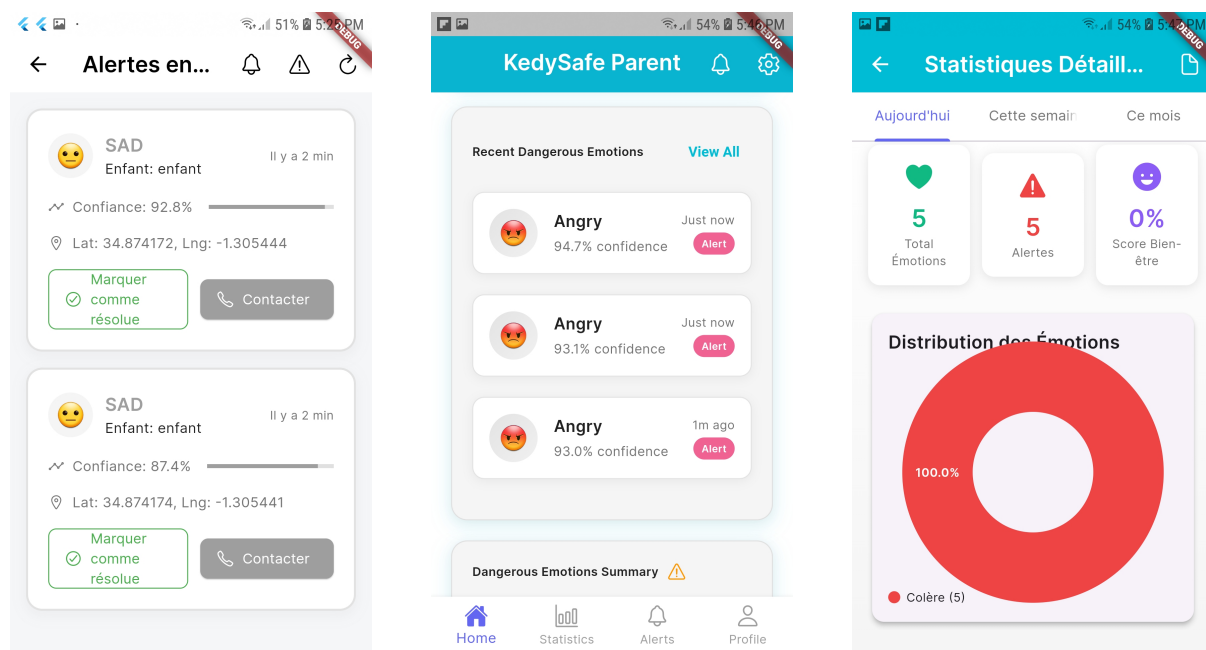 51% 5:25 PM
DEBUG
Alertes en...
SAD
Enfant: enfant
Il y a 2 min
Confiance: 92.8%
Lat: 34.874172, Lng: -1.305444
Marquer
comme
résolue
Contacter
SAD
Enfant: enfant
Il y a 2 min
Confiance: 87.4%
Lat: 34.874174, Lng: -1.305441
Marquer
comme
résolue
Contacter
54% 5:46 PM
DEBUG
KedySafe Parent
Recent Dangerous Emotions
View All
Angry
Just now
94.7% confidence
Alert
Angry
Just now
93.1% confidence
Alert
Angry
1m ago
93.0% confidence
Alert
Dangerous Emotions Summary
Home
Statistics
Alerts
Profile
54% 5:47 PM
DEBUG
Statistiques Détaill...
Aujourd'hui
Cette semain
Ce mois
5
Total
Émotions
5
Alertes
0%
Score Bien-
être
Distribution des Émotions
100.0%
Colère (5)